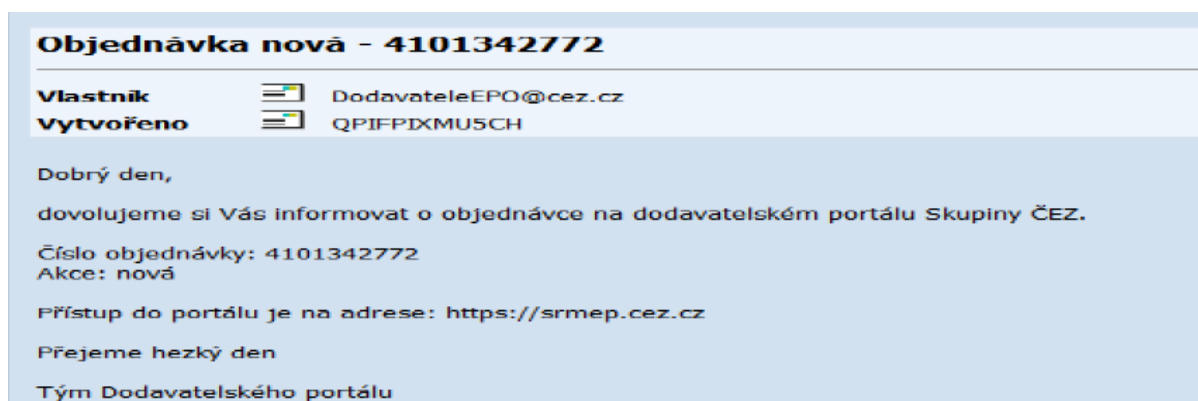 Objednávka nová - 4101342772
Vlastník DodavateleEPO@cez.cz
Vytvořeno QPIFPIXMU5CH
Dobrý den,
dovolujeme si Vás informovat o objednávce na dodavatelském portálu Skupiny ČEZ.
Číslo objednávky: 4101342772
Akce: nová
Přístup do portálu je na adrese: https://srmep.cez.cz
Přejeme hezký den
Tým Dodavatelského portálu